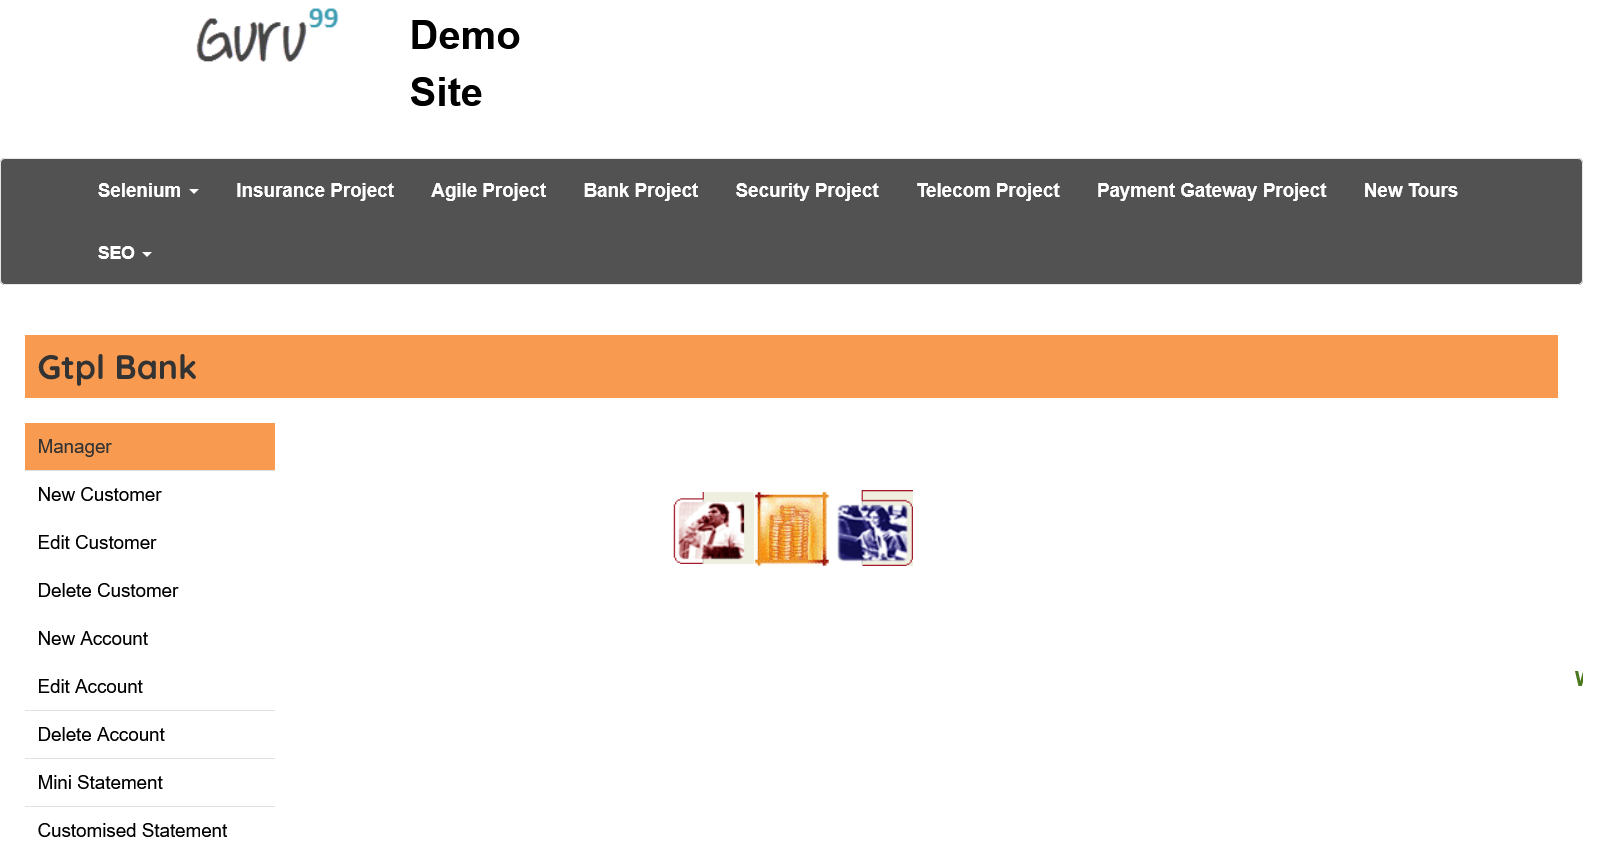 Guru99
Demo
Site
Selenium Insurance Project Agile Project Bank Project Security Project Telecom Project Payment Gateway Project New Tours
SEO
Gtpl Bank
Manager
New Customer
Edit Customer
Delete Customer
New Account
Edit Account
Delete Account
Mini Statement
Customised Statement